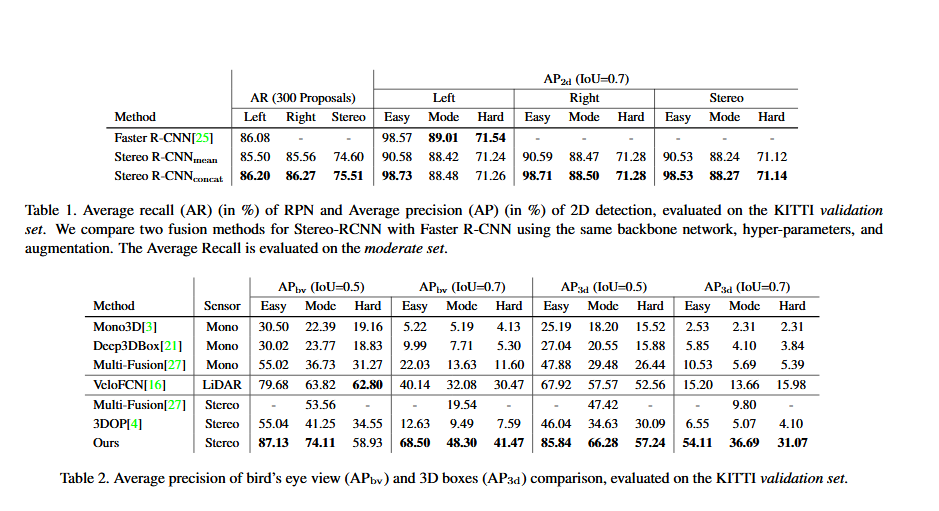 AP2d (IoU=0.7)
AR (300 Proposals) Left Right Stereo
Method Left Right Stereo Easy Mode Hard Easy Mode Hard Easy Mode Hard
Faster R-CNN[25] 86.08 - - 98.57 89.01 71.54 - - - - - -
Stereo R-CNNmean 85.50 85.56 74.60 90.58 88.42 71.24 90.59 88.47 71.28 90.53 88.24 71.12
Stereo R-CNNconcat 86.20 86.27 75.51 98.73 88.48 71.26 98.71 88.50 71.28 98.53 88.27 71.14
Table 1. Average recall (AR) (in %) of RPN and Average precision (AP) (in %) of 2D detection, evaluated on the KITTI validation
set. We compare two fusion methods for Stereo-RCNN with Faster R-CNN using the same backbone network, hyper-parameters, and
augmentation. The Average Recall is evaluated on the moderate set.
APbv (IoU=0.5) APbv (IoU=0.7) AP3d (IoU=0.5) AP3d (IoU=0.7)
Method Sensor Easy Mode Hard Easy Mode Hard Easy Mode Hard Easy Mode Hard
Mono3D[3] Mono 30.50 22.39 19.16 5.22 5.19 4.13 25.19 18.20 15.52 2.53 2.31 2.31
Deep3DBox[21] Mono 30.02 23.77 18.83 9.99 7.71 5.30 27.04 20.55 15.88 5.85 4.10 3.84
Multi-Fusion[27] Mono 55.02 36.73 31.27 22.03 13.63 11.60 47.88 29.48 26.44 10.53 5.69 5.39
VeloFCN[16] LiDAR 79.68 63.82 62.80 40.14 32.08 30.47 67.92 57.57 52.56 15.20 13.66 15.98
Multi-Fusion[27] Stereo - 53.56 - - 19.54 - - 47.42 - - 9.80 -
3DOP[4] Stereo 55.04 41.25 34.55 12.63 9.49 7.59 46.04 34.63 30.09 6.55 5.07 4.10
Ours Stereo 87.13 74.11 58.93 68.50 48.30 41.47 85.84 66.28 57.24 54.11 36.69 31.07
Table 2. Average precision of bird's eye view (APbv) and 3D boxes (AP3d) comparison, evaluated on the KITTI validation set.